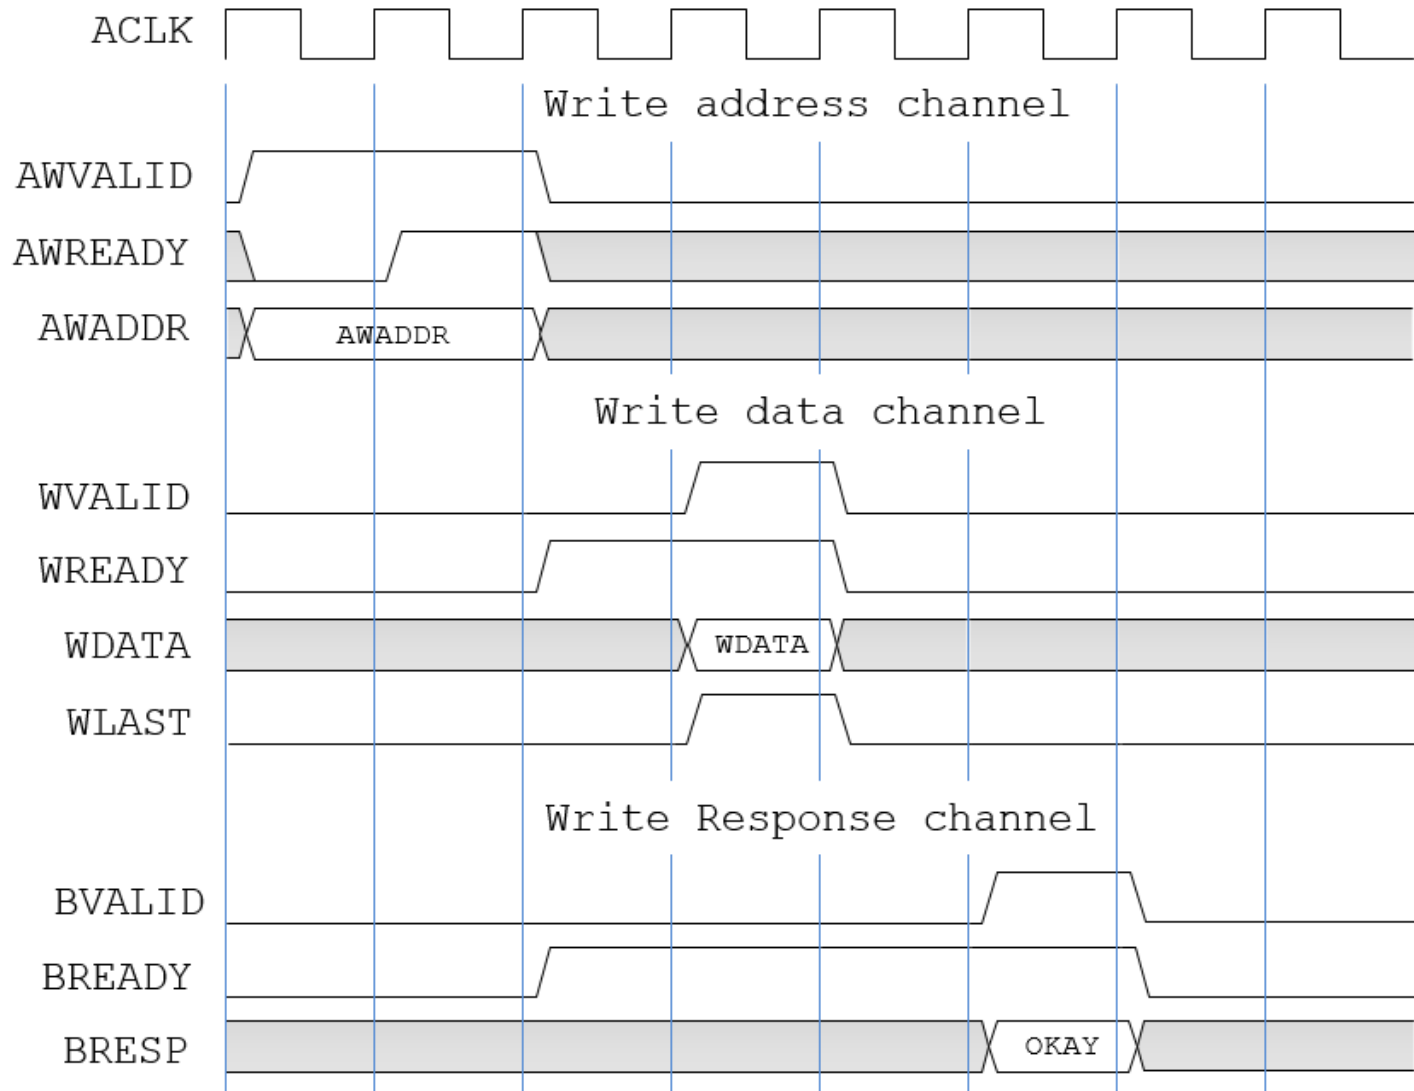 ACLK
Write address channel
AWVALID
AWREADY
AWADDR AWADDR
Write data channel
WVALID
WREADY
WDATA WDATA
WLAST
Write Response channel
BVALID
BREADY
BRESP OKAY